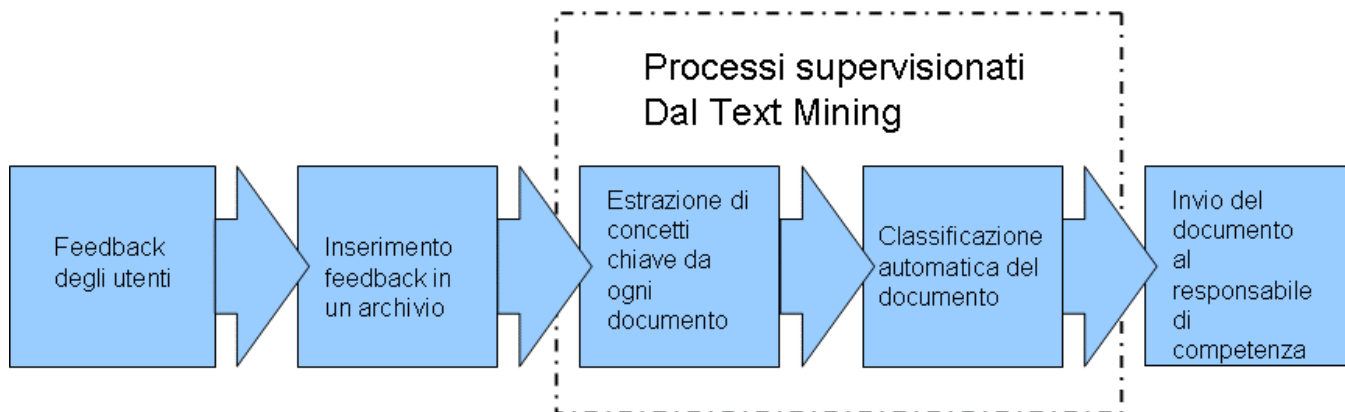 Processi supervisionati
Dal Text Mining
Feedback
degli utenti
Inserimento
feedback in
un archivio
Estrazione di
concetti
chiave da
ogni
documento
Classificazione
automatica del
documento
Invio del
documento
al
responsabile
di
competenza